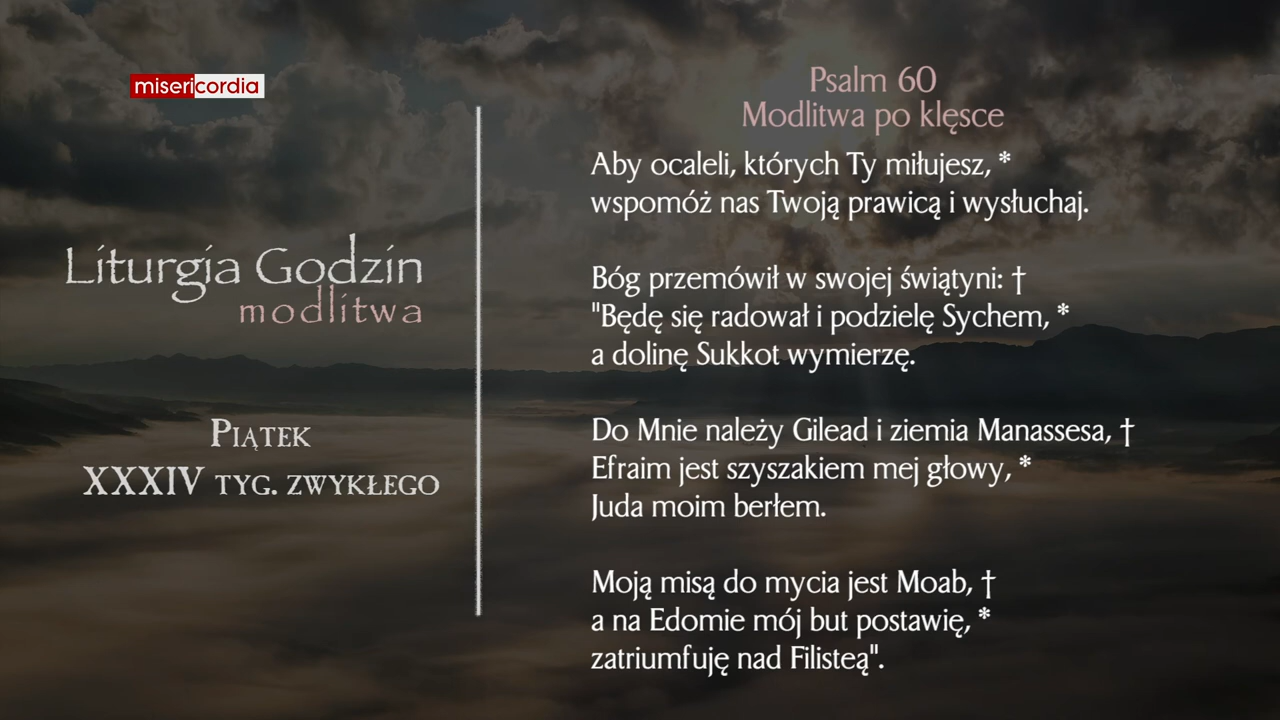 misericordia
Liturgia Godzin
modlitwa
Piątek
XXXIV tyg. zwykłego
Psalm 60
Modlitwa po klęsce
Aby ocaleli, których Ty miłujesz, *
wspomóż nas Twoją prawicą i wysłuchaj.
Bóg przemówił w swojej świątyni: †
"Będę się radował i podzielę Sychem, *
a dolinę Sukkot wymierzę.
Do Mnie należy Gilead i ziemia Manassesa, †
Efraim jest szyszakiem mej głowy, *
Juda moim berłem.
Moją misą do mycia jest Moab, †
a na Edomie mój but postawię, *
zatriumfuję nad Filisteą".